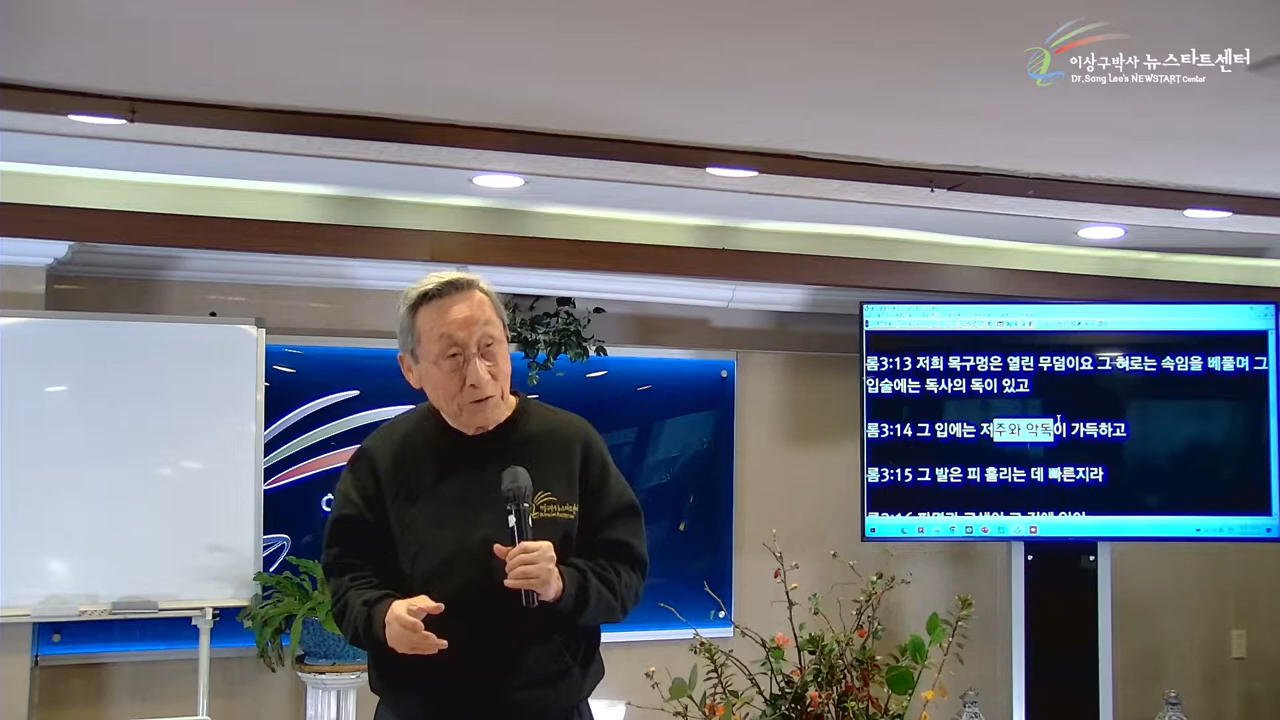 이상구박사 뉴스타트센터
Dr. Sang Lee's NEWSTART Center
롬3:13 저희 목구멍은 열린 무덤이요 그 혀로는 속임을 베풀며 그
입술에는 독사의 독이 있고
롬3:14 그 입에는 저주와 악독이 가득하고
롬3:15 그 발은 피 흘리는 데 빠른지라